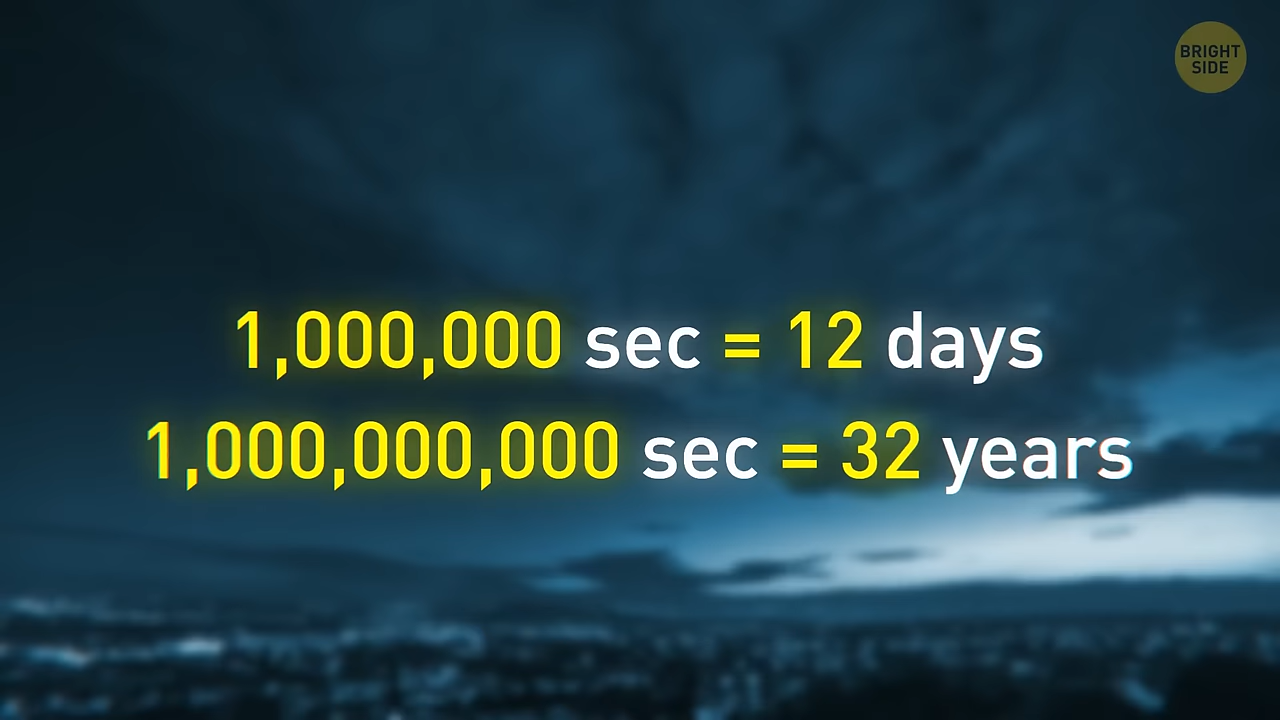 BRIGHT
SIDE
1,000,000 sec = 12 days
1,000,000,000 sec = 32 years